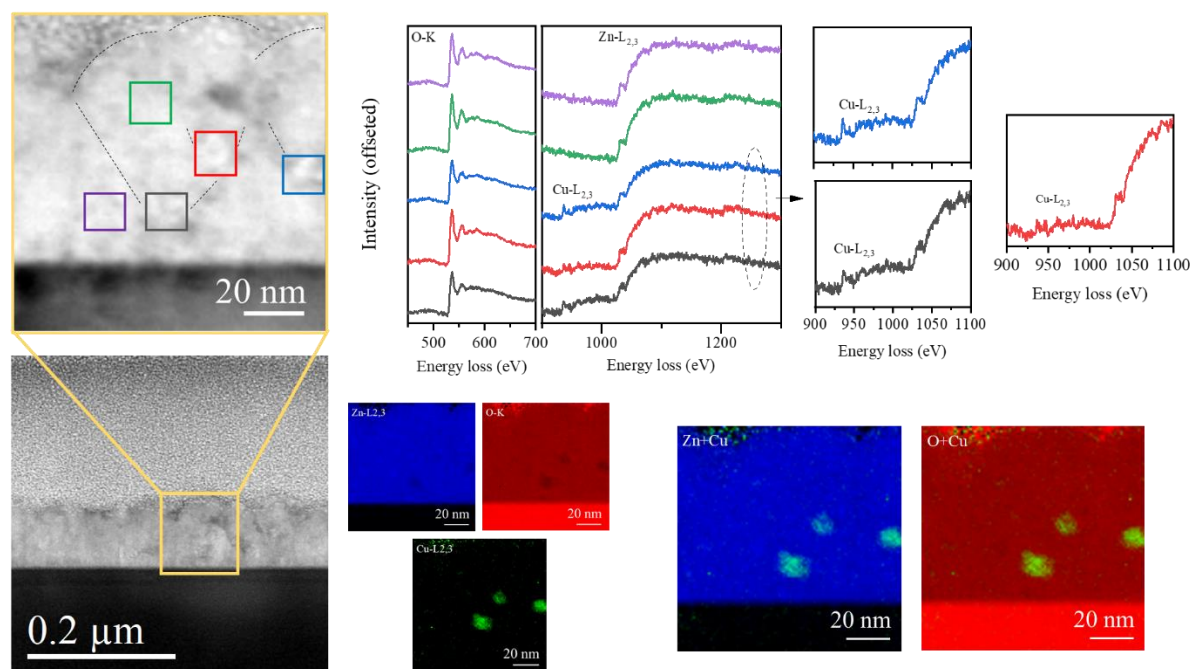 20 nm
0.2 µm
Intensity (offseted)
O-K
Zn-L2,3
Cu-L2,3
450 600 700
Energy loss (eV)
1000 1200
Energy loss (eV)
Cu-L2,3
Cu-L2,3
900 950 1000 1050 1100
Energy loss (eV)
Cu-L2,3
900 950 1000 1050 1100
Energy loss (eV)
Zn-L2,3
20 nm
O-K
20 nm
Cu-L2,3
20 nm
Zn+Cu
20 nm
O+Cu
20 nm